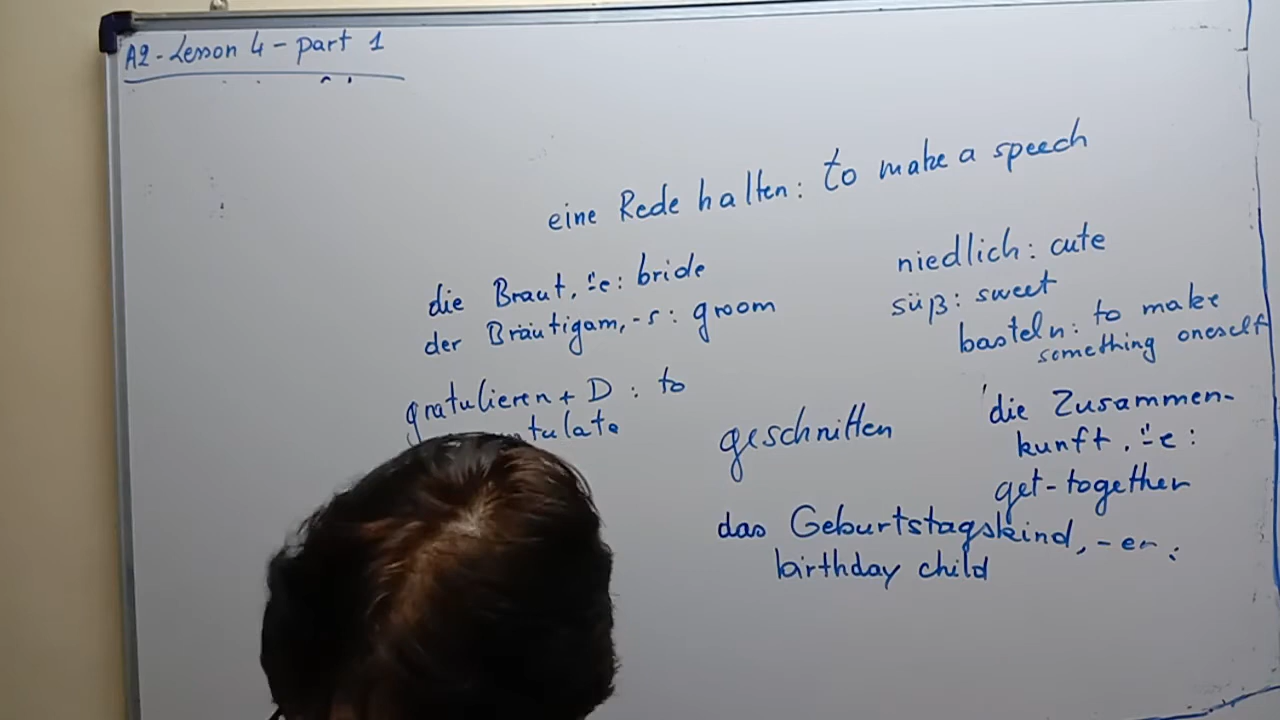 A2-Lesson 4 - part 1
eine Rede halten: to make a speech
die Braut, ⸚e: bride
der Bräutigam, -s: groom
gratulieren + D: to
niedlich: cute
süß: sweet
basteln: to make
something oneself
geschnitten
die Zusammen-
kunft, ⸚e:
get-together
das Geburtstagskind, -er:
birthday child